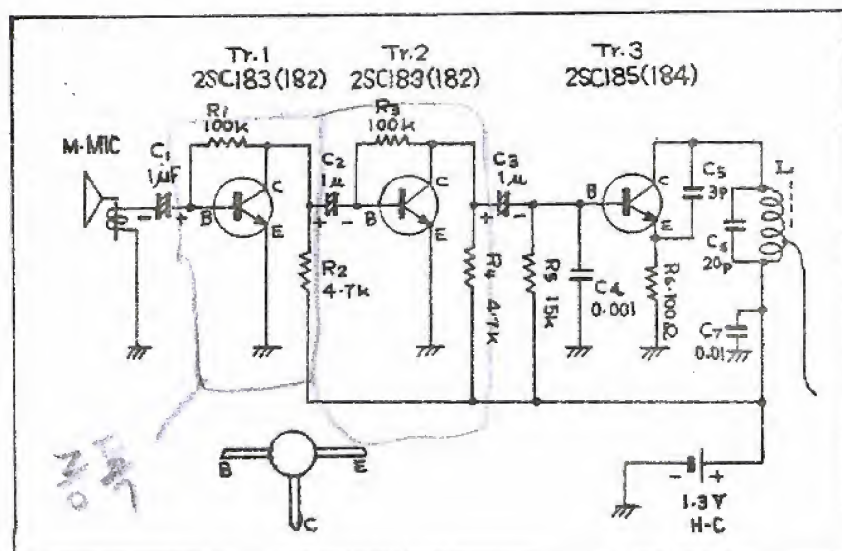 Tr.1
2SC183(182)
Tr.2
2SC183(182)
Tr.3
2SC185(184)
M-MIC
C1
1μF
R1
100k
B
C
E
R2
4.7k
C2
1μ
R3
100k
B
C
E
R4 4.7k
C3
1μ
R5 15k
C4
0.001
B
C
E
R6 100Ω
C5
3p
C6
20p
L
C7
0.01
B
E
C
1.3V
H-C